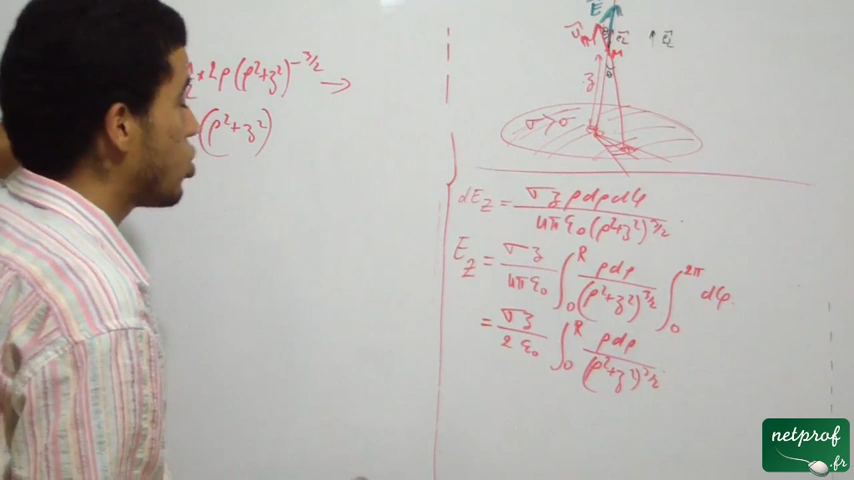 ½ × 2ρ(ρ²+z²)^{-3/2} →
(ρ²+z²)
E
M
z
σ>0
dE_z = σ z ρ dρ dφ / 4π ε₀ (ρ²+z²)^{3/2}
E_z = σ z / 4π ε₀ ∫₀^R ρ dρ / (ρ²+z²)^{3/2} ∫₀^{2π} dφ.
= σ z / 2 ε₀ ∫₀^R ρ dρ / (ρ²+z²)^{3/2}
netprof
.fr